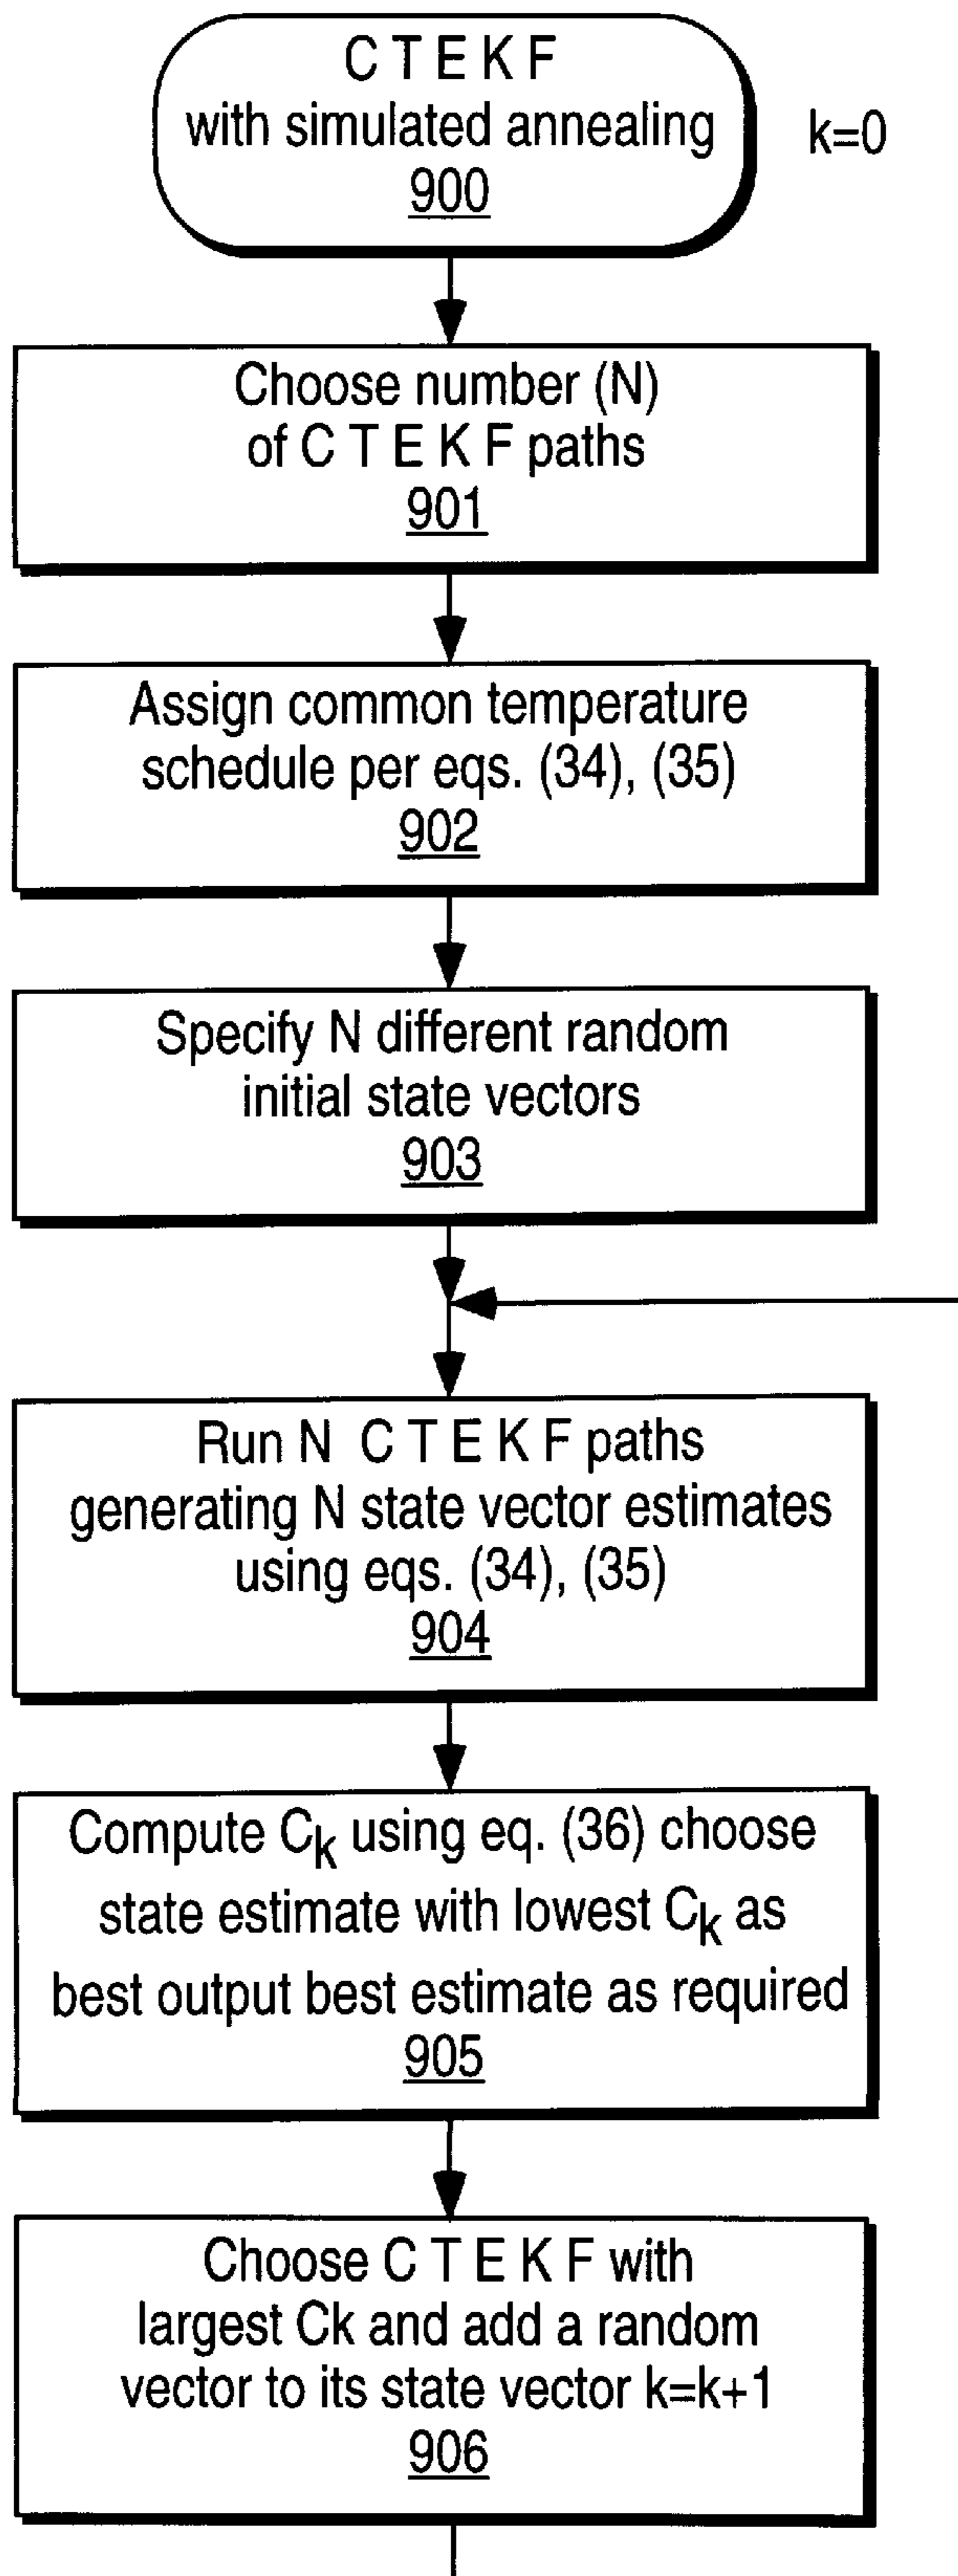 C T E K F
with simulated annealing
900
k=0
Choose number (N)
of C T E K F paths
901
Assign common temperature
schedule per eqs. (34), (35)
902
Specify N different random
initial state vectors
903
Run N C T E K F paths
generating N state vector estimates
using eqs. (34), (35)
904
Compute Ck using eq. (36) choose
state estimate with lowest Ck as
best output best estimate as required
905
Choose C T E K F with
largest Ck and add a random
vector to its state vector k=k+1
906